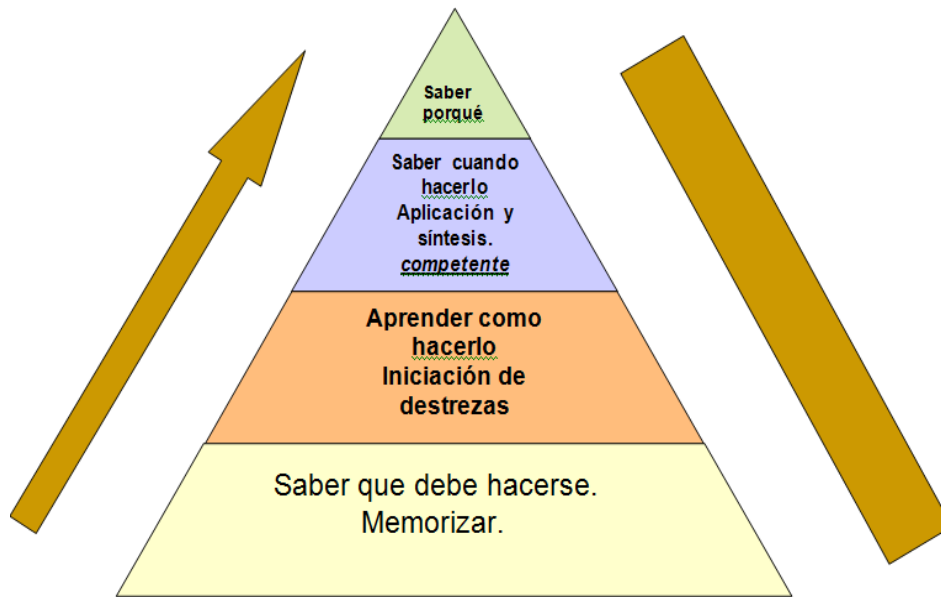 Saber
porqué
Saber cuando
hacerlo
Aplicación y
síntesis.
competente
Aprender como
hacerlo
Iniciación de
destrezas
Saber que debe hacerse.
Memorizar.